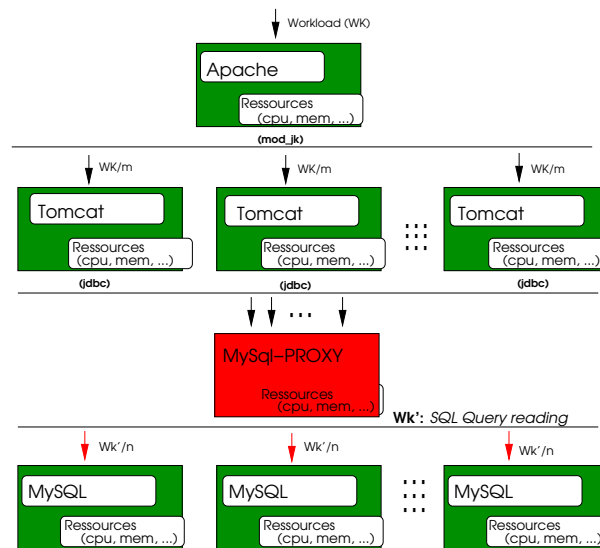 Workload (WK)
Apache
Ressources
(cpu, mem, ...)
(mod_jk)
WK/m WK/m WK/m
Tomcat Tomcat Tomcat
Ressources Ressources Ressources
(cpu, mem, ...) (cpu, mem, ...) (cpu, mem, ...)
(jdbc) (jdbc) (jdbc)
...
MySql-PROXY
Ressources
(cpu, mem, ...)
Wk': SQL Query reading
Wk'/n Wk'/n Wk'/n
MySQL MySQL MySQL
Ressources Ressources Ressources
(cpu, mem, ...) (cpu, mem, ...) (cpu, mem, ...)